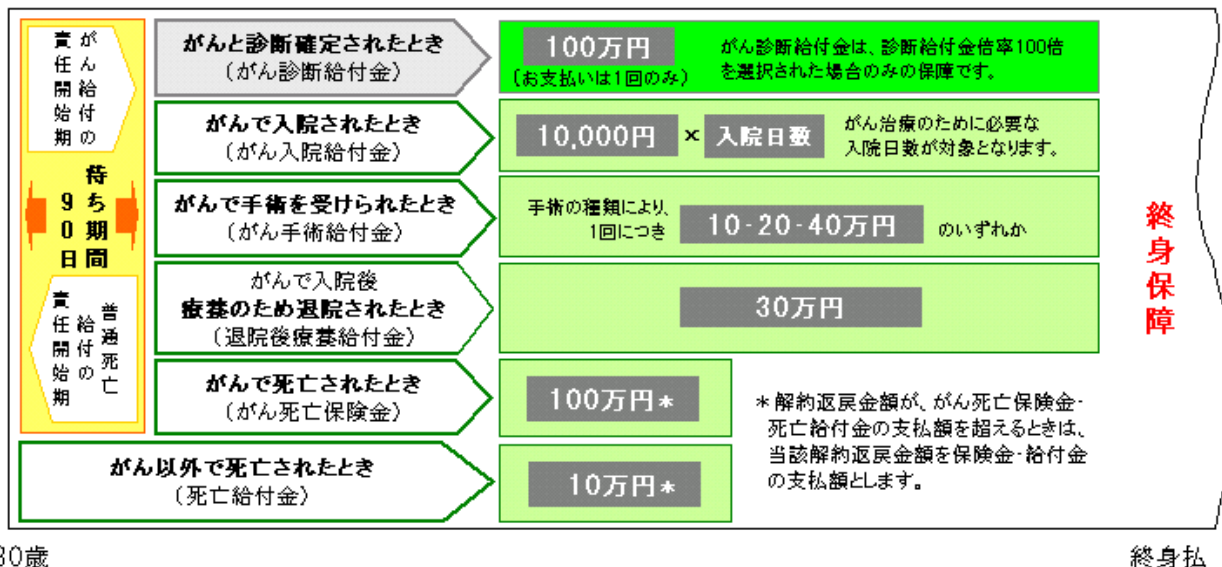 がん給付の
責任開始期
待ち期間
90日
普通死亡
給付の
責任開始期
がんと診断確定されたとき
(がん診断給付金)
100万円
(お支払いは1回のみ)
がん診断給付金は、診断給付金倍率100倍
を選択された場合のみの保障です。
がんで入院されたとき
(がん入院給付金)
10,000円 × 入院日数
がん治療のために必要な
入院日数が対象となります。
がんで手術を受けられたとき
(がん手術給付金)
手術の種類により、
1回につき 10-20-40万円 のいずれか
がんで入院後
療養のため退院されたとき
(退院後療養給付金)
30万円
がんで死亡されたとき
(がん死亡保険金)
100万円*
がん以外で死亡されたとき
(死亡給付金)
10万円*
*解約返戻金額が、がん死亡保険金・
死亡給付金の支払額を超えるときは、
当該解約返戻金額を保険金・給付金
の支払額とします。
終身保障
30歳
終身払